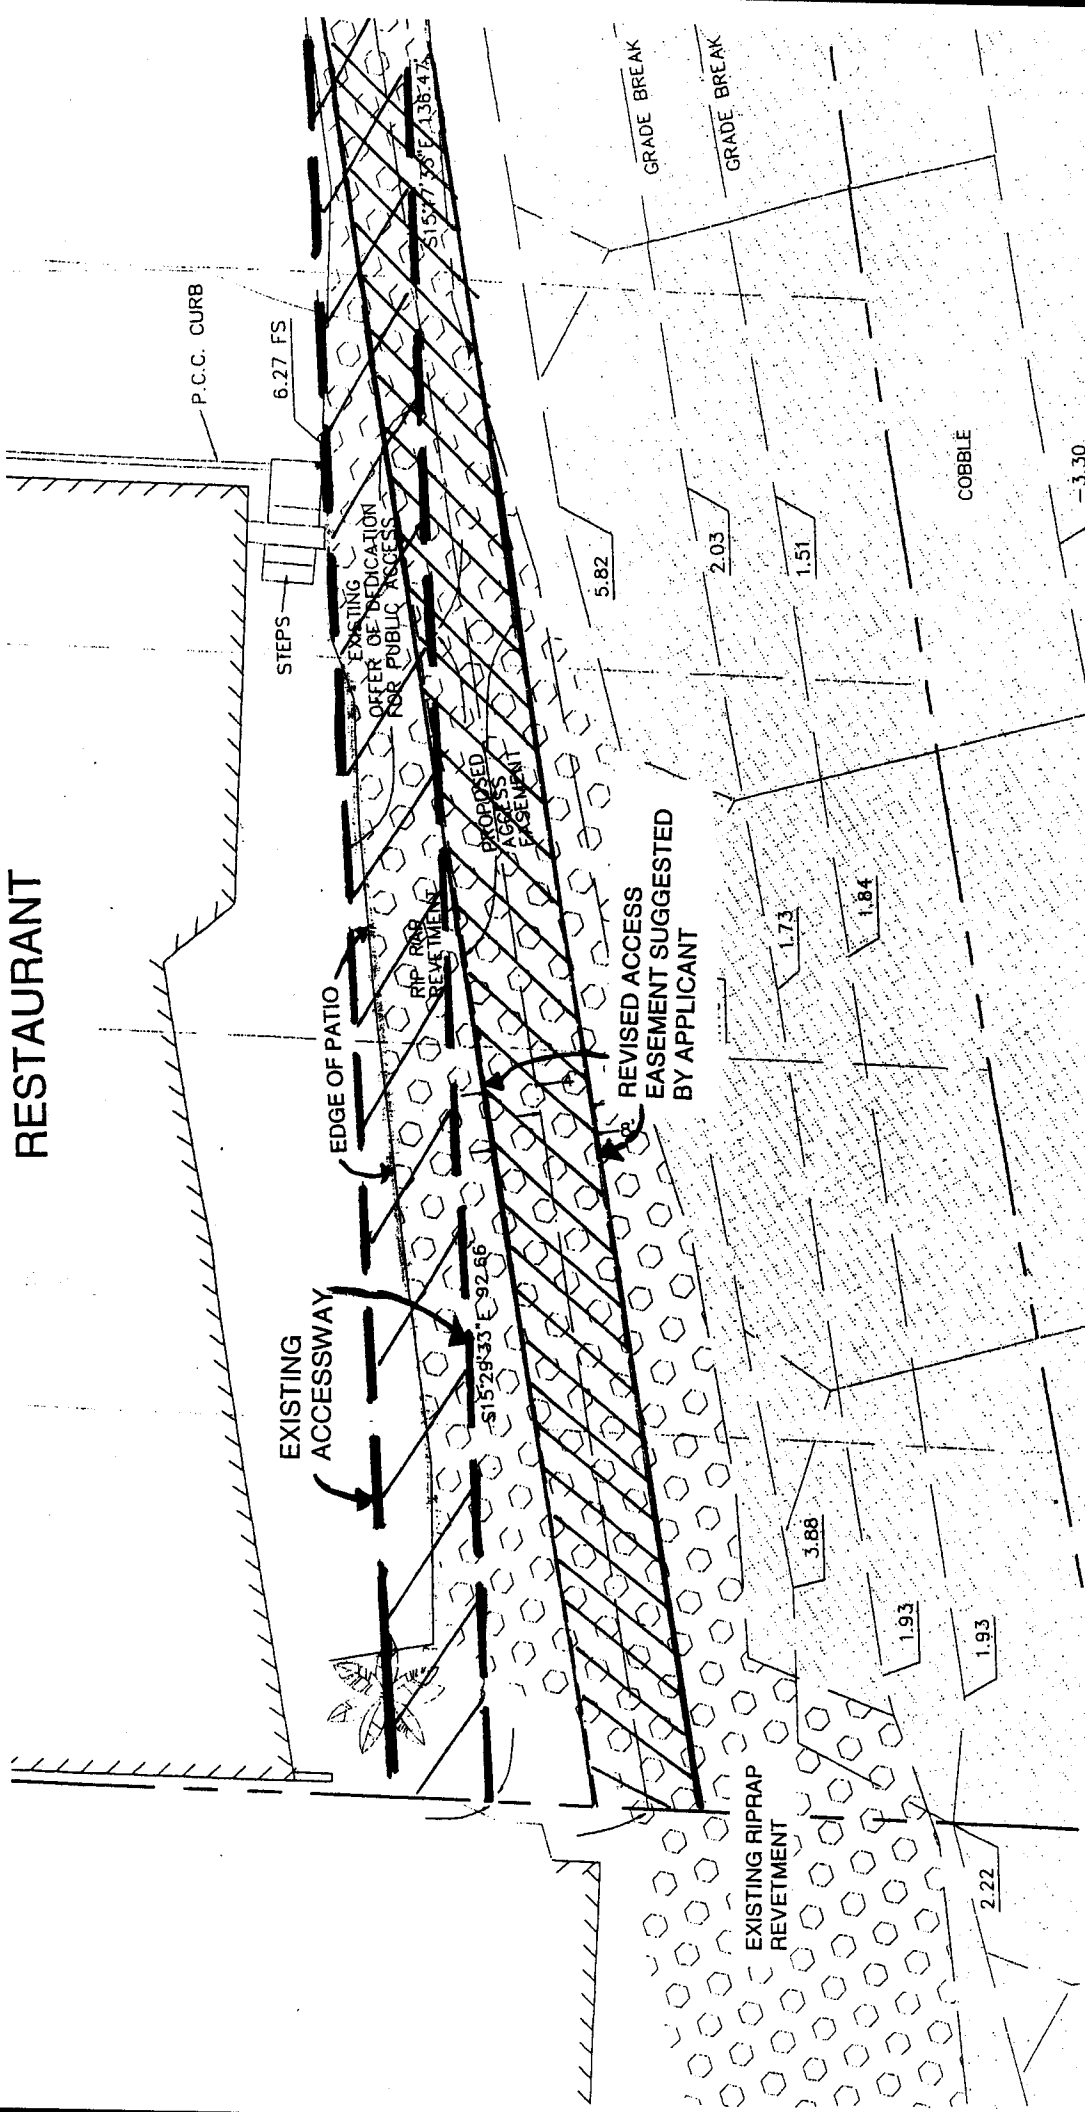 RESTAURANT
P.C.C. CURB
6.27 FS
STEPS
EXISTING
OFFER OF DEDICATION
FOR PUBLIC ACCESS
GRADE BREAK
GRADE BREAK
S15°17'33"E 136.47'
COBBLE
-3.30
5.82
2.03
1.51
PROPOSED
ACCESS
EASEMENT
RIP RAP
REVETMENT
EDGE OF PATIO
REVISED ACCESS
EASEMENT SUGGESTED
BY APPLICANT
1.73
1.84
EXISTING
ACCESSWAY
S15°29'33"E 92.66'
3.88
1.93
1.93
EXISTING RIPRAP
REVETMENT
2.22